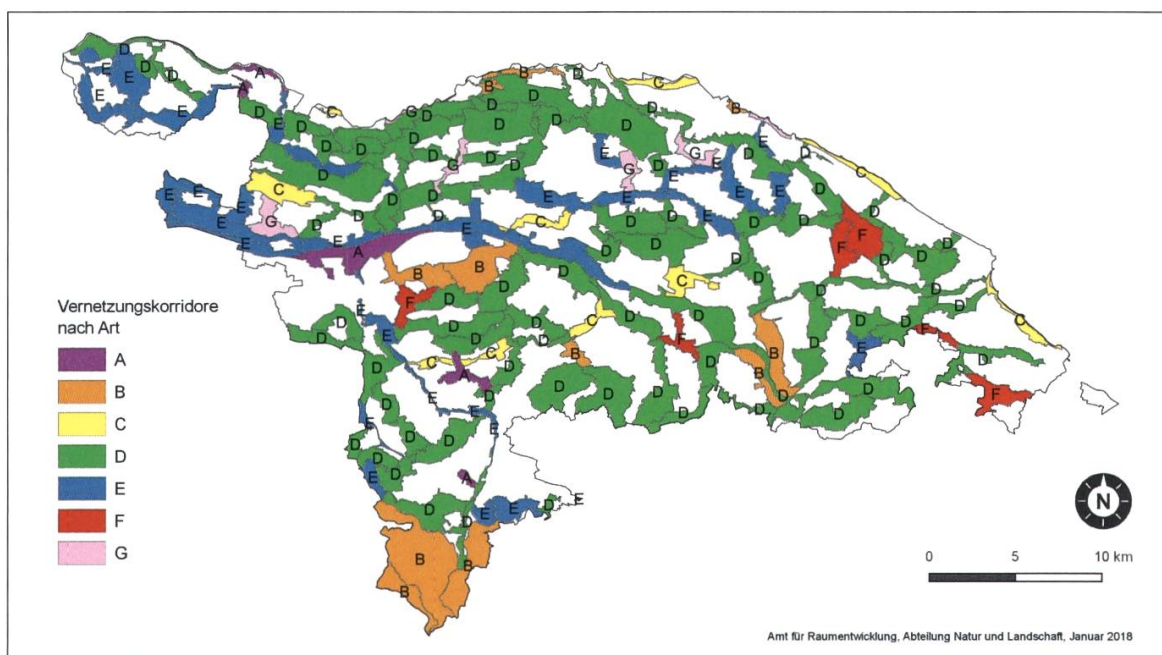 D A B B D C
E E D D A B D C B
E E C G D D D D D E D C
E D D D D D E G D G E
D C D D G D E E E
E E E G D D D D E C E D D D
E E A E D D D F F D
B B D C D D D D
F D D D D B D D C
E D E D D C F D D F
D C C D B D B E D
D A D D D D D D F
E E E D D D
E D D D A
E D D E E D E
B B
B
Vernetzungskorridore
nach Art
A
B
C
D
E
F
G
N
0 5 10 km
Amt für Raumentwicklung, Abteilung Natur und Landschaft, Januar 2018